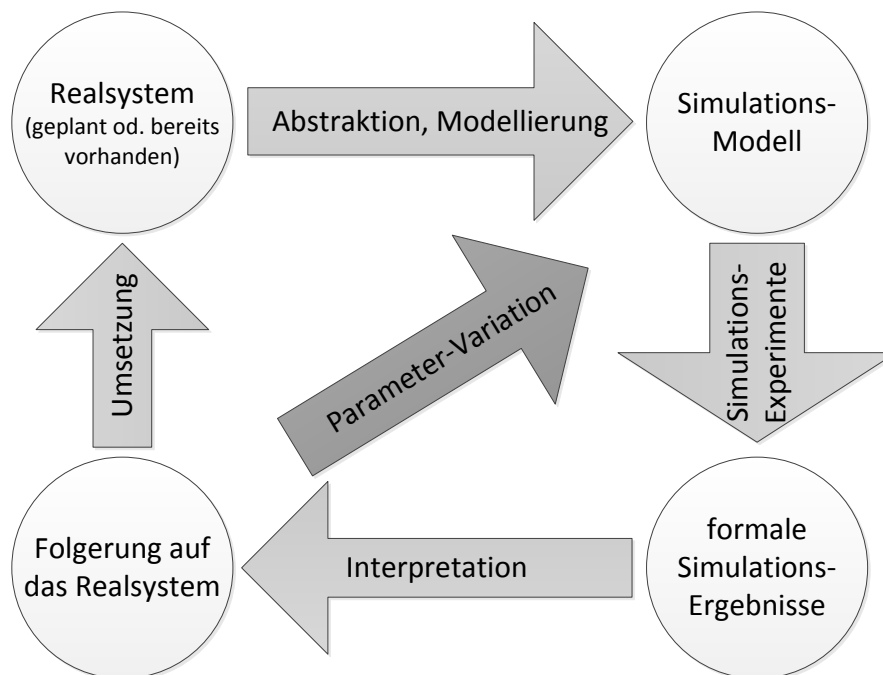 Realsystem
(geplant od. bereits
vorhanden)
Abstraktion, Modellierung
Simulations-
Modell
Umsetzung
Parameter-Variation
Simulations-
Experimente
Folgerung auf
das Realsystem
Interpretation
formale
Simulations-
Ergebnisse